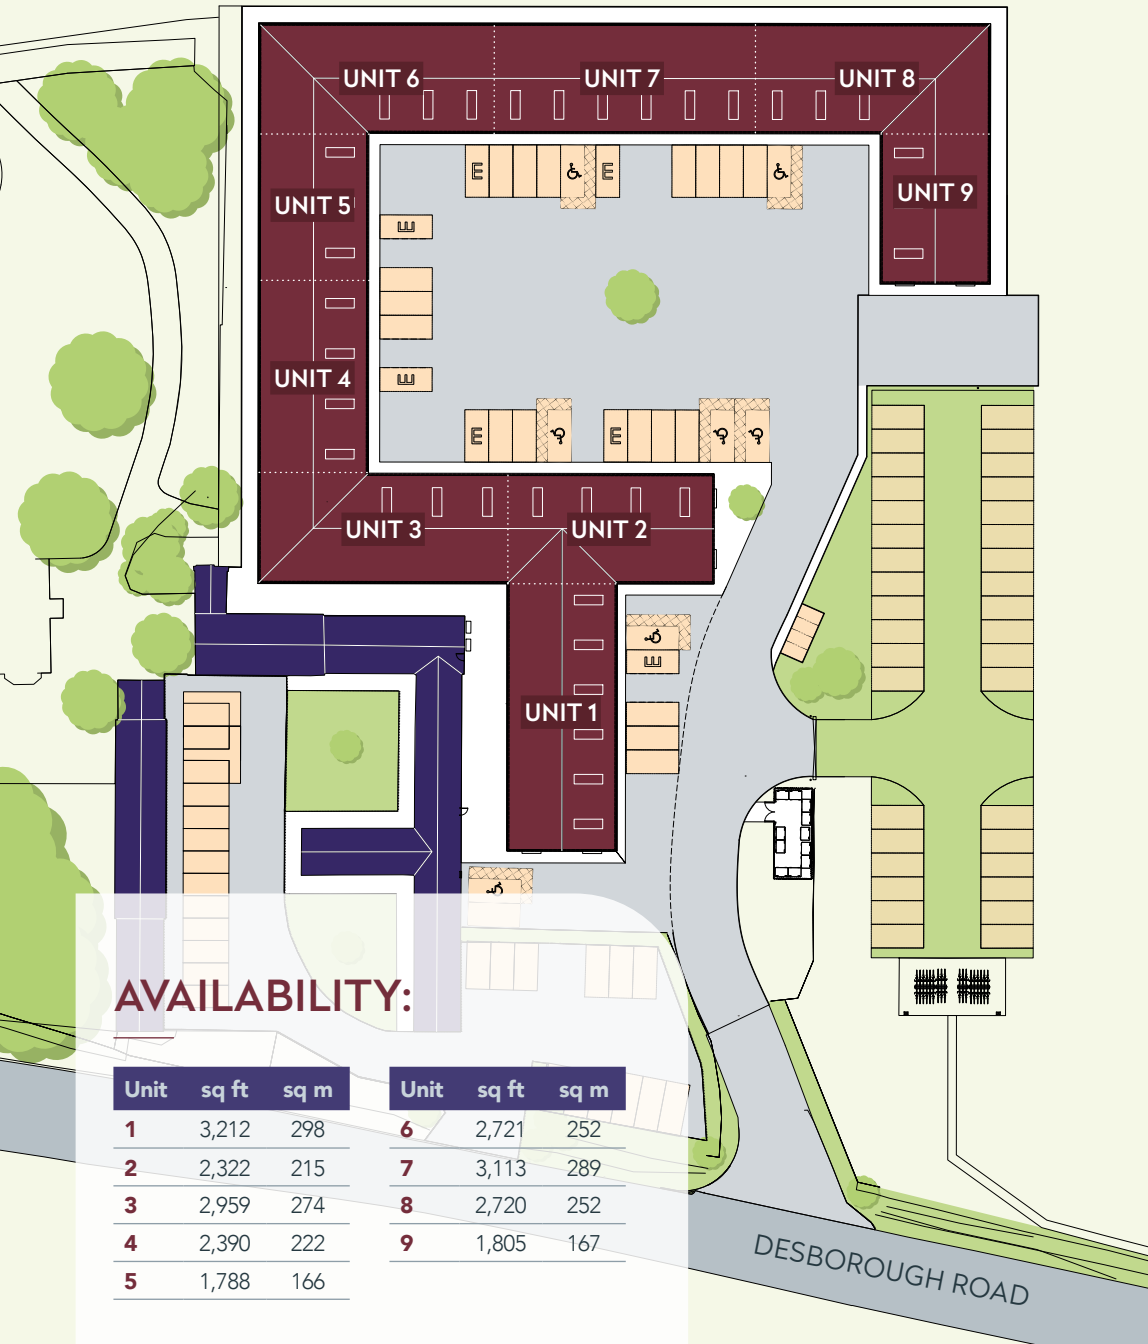 UNIT 6
UNIT 7
UNIT 8
UNIT 5
UNIT 9
UNIT 4
UNIT 3
UNIT 2
UNIT 1
E
E
E
E
E
E
E
AVAILABILITY:
Unit sq ft sq m
1 3,212 298
2 2,322 215
3 2,959 274
4 2,390 222
5 1,788 166
Unit sq ft sq m
6 2,721 252
7 3,113 289
8 2,720 252
9 1,805 167
DESBOROUGH ROAD